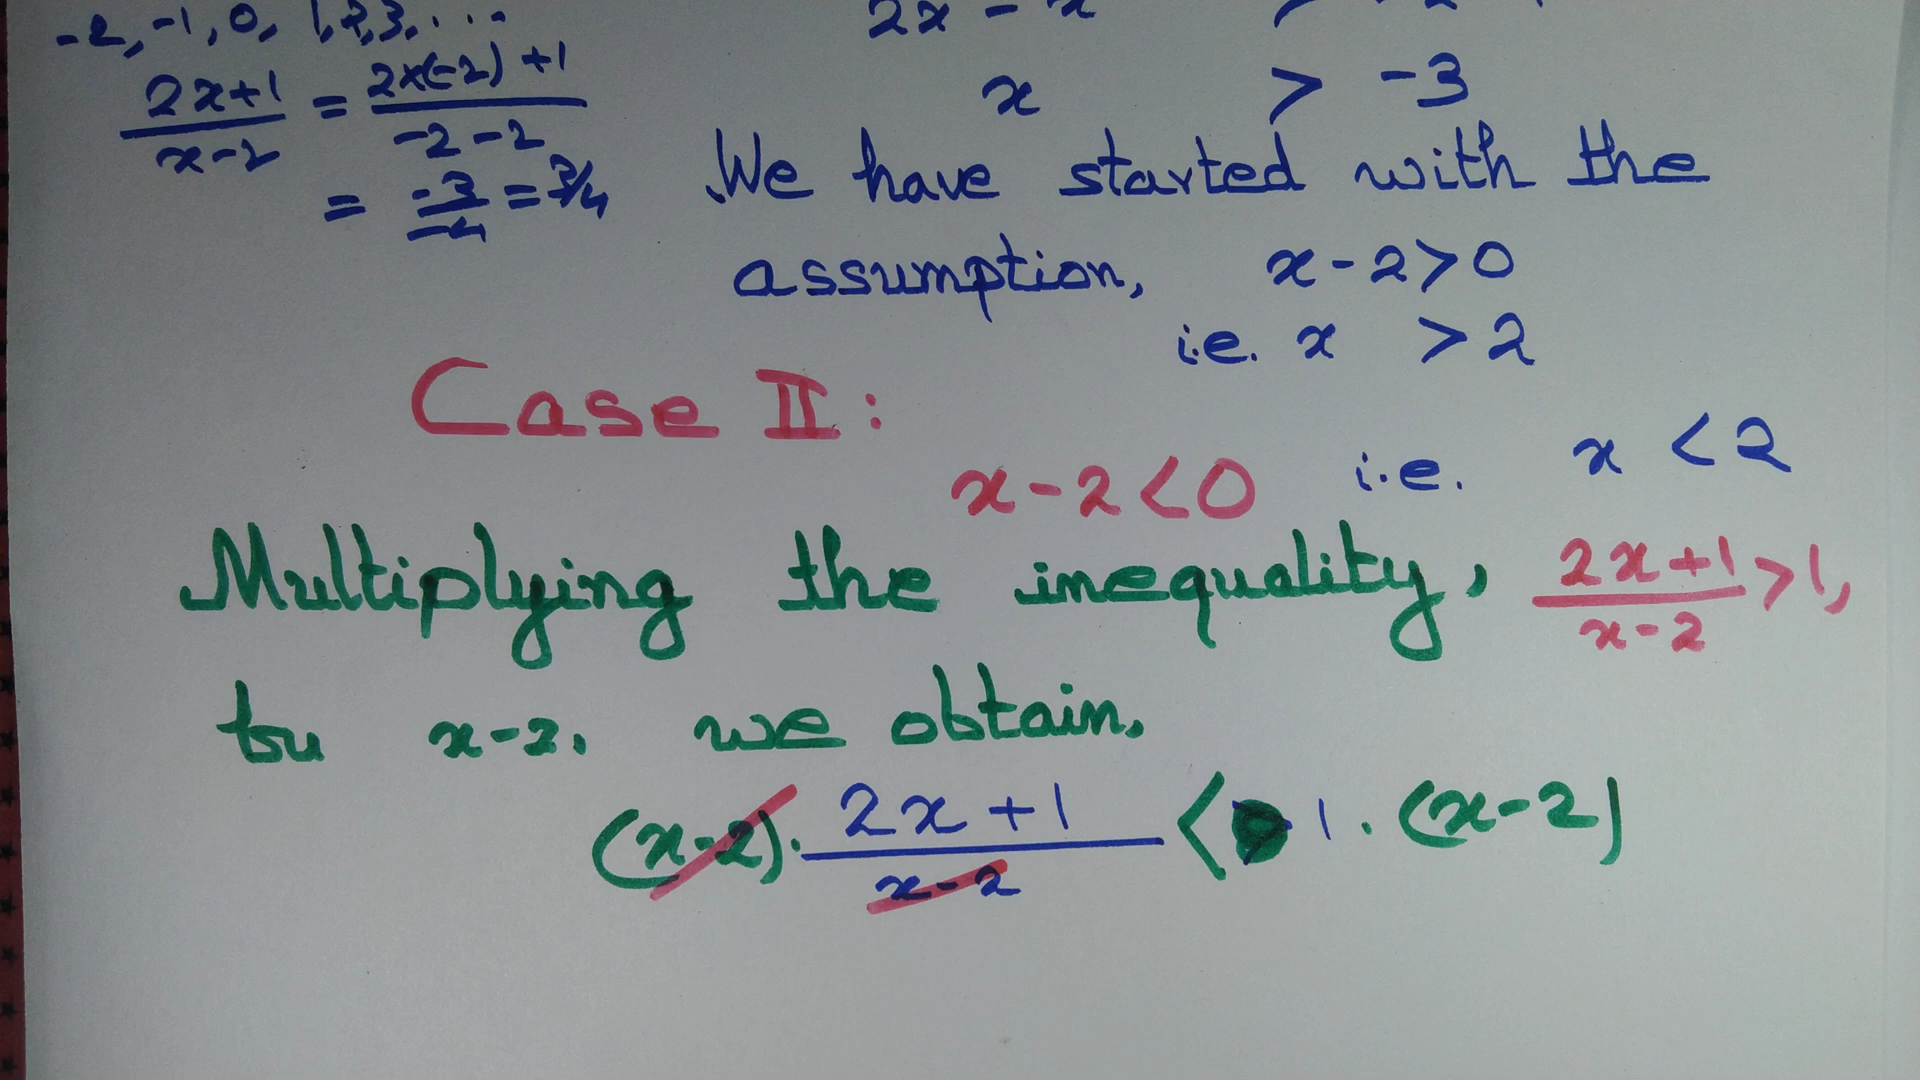 -2, -1, 0, 1, 2, 3, ...
2x+1/x-2 = 2x(-2)+1/-2-2
= -3/-4 = 3/4
2x - x >
x > -3
We have started with the
assumption, x-2>0
i.e. x >2
Case II:
x-2<0 i.e. x <2
Multiplying the inequality, 2x+1/x-2 >1,
by x-2, we obtain,
(x-2). 2x+1/x-2 < 1. (x-2)